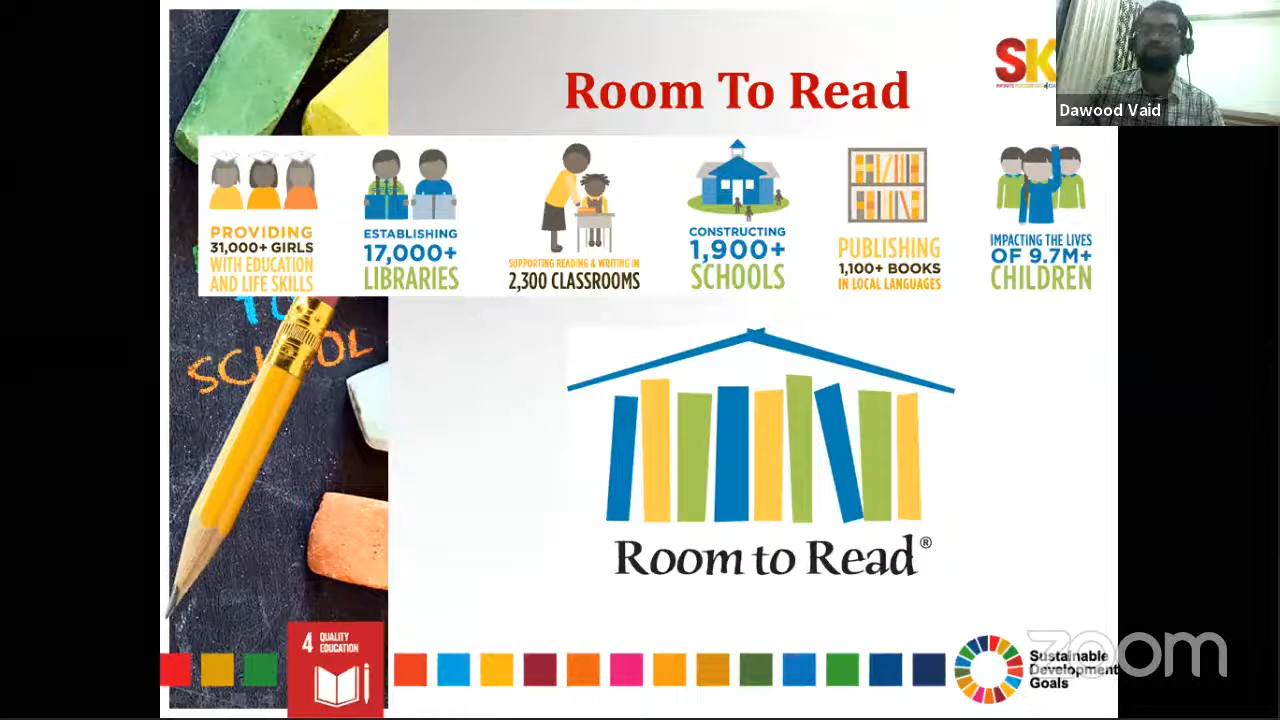 Room To Read
SK
Dawood Vaid
PROVIDING
31,000+ GIRLS
WITH EDUCATION
AND LIFE SKILLS
ESTABLISHING
17,000+
LIBRARIES
SUPPORTING READING & WRITING IN
2,300 CLASSROOMS
CONSTRUCTING
1,900+
SCHOOLS
PUBLISHING
1,100+ BOOKS
IN LOCAL LANGUAGES
IMPACTING THE LIVES
OF 9.7M+
CHILDREN
TO
SCHOOL
Room to Read®
4 QUALITY
EDUCATION
Sustainable
Development
Goals
zoom